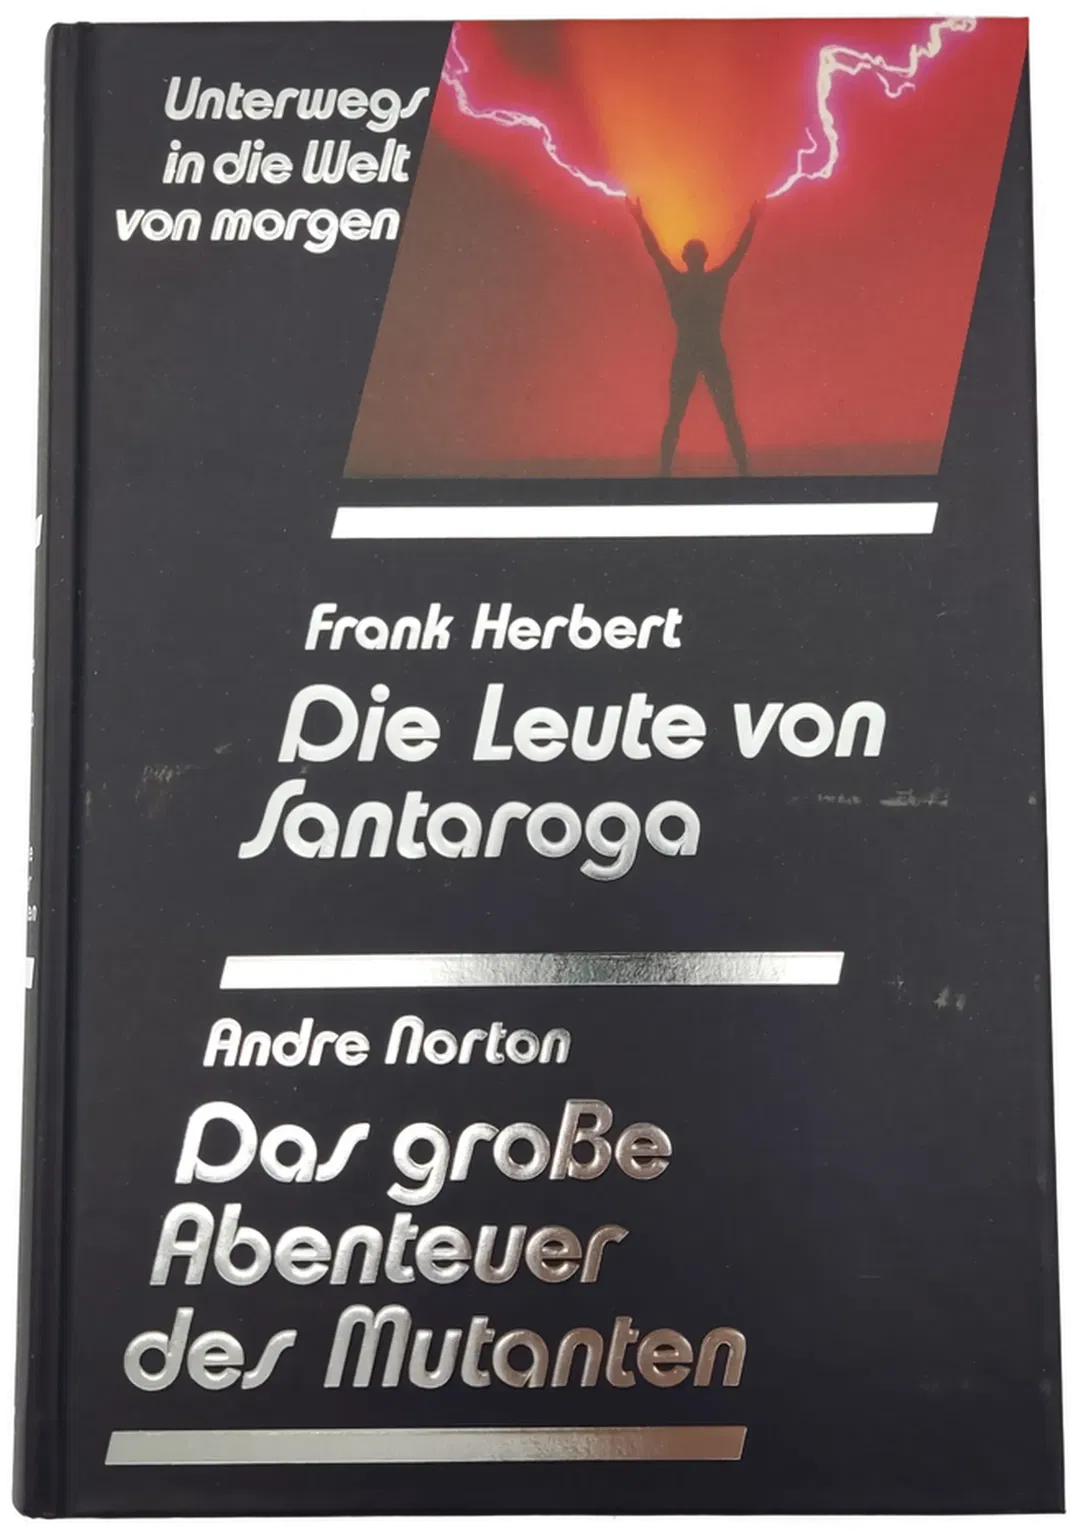 Unterwegs
in die Welt
von morgen
Frank Herbert
Die Leute von
Santaroga
Andre Norton
Das große
Abenteuer
des Mutanten